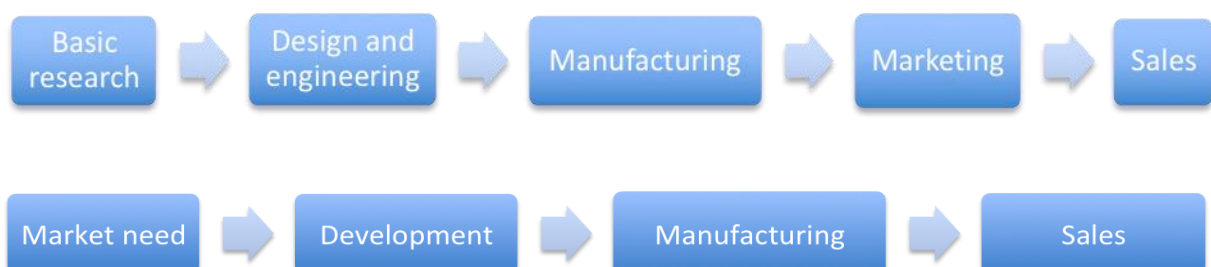 Basic
research
Design and
engineering
Manufacturing
Marketing
Sales
Market need
Development
Manufacturing
Sales